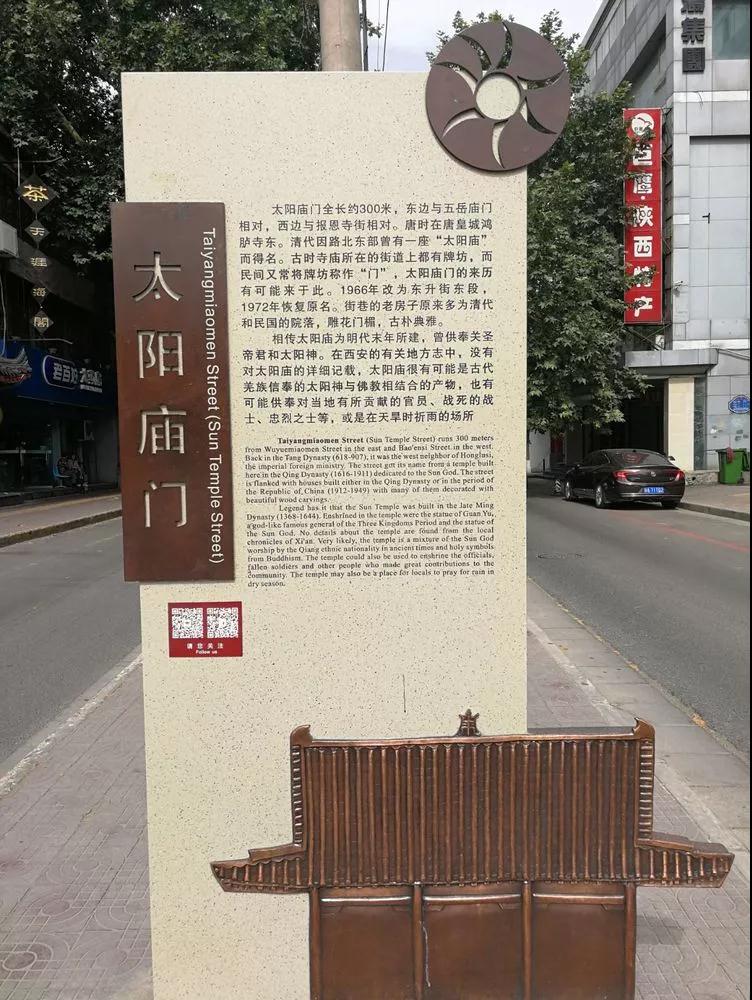 太阳庙门
Taiyangmiaomen Street (Sun Temple Street)
太阳庙门全长约300米，东边与五岳庙门
相对，西边与报恩寺街相对。唐时在唐皇城鸿
胪寺东。清代因路北东部曾有一座“太阳庙”
而得名。古时寺庙所在的街道上都有牌坊，而
民间又常将牌坊称作“门”，太阳庙门的来历
有可能来于此。1966年改为东升街东段，
1972年恢复原名。街巷的老房子原来多为清代
和民国的院落，雕花门楣，古朴典雅。
相传太阳庙为明代末年所建，曾供奉关圣
帝君和太阳神。在西安的有关地方志中，没有
对太阳庙的详细记载，太阳庙很有可能是古代
羌族信奉的太阳神与佛教相结合的产物，也有
可能供奉对当地有所贡献的官员、战死的战
士、忠烈之士等，或是在天旱时祈雨的场所
Taiyangmiaomen Street (Sun Temple Street) runs 300 meters
from Wuyuemiaomen Street in the east and Bao'ensi Street in the west.
Back in the Tang Dynasty (618-907), it was the west neighbor of Honglusi,
the imperial foreign ministry. The street got its name from a temple built
here in the Qing Dynasty (1616-1911) dedicated to the Sun God. The street
is flanked with houses built either in the Qing Dynasty or in the period of
the Republic of China (1912-1949) with many of them decorated with
beautiful wood carvings.
Legend has it that the Sun Temple was built in the late Ming
Dynasty (1368-1644). Enshrined in the temple were the statue of Guan Yu,
a god-like famous general of the Three Kingdoms Period and the statue of
the Sun God. No details about the temple are found from the local
chronicles of Xi'an. Very likely, the temple is a mixture of the Sun God
worship by the Qiang ethnic nationality in ancient times and holy symbols
from Buddhism. The temple could also be used to enshrine the officials,
fallen soldiers and other people who made great contributions to the
community. The temple may also be a place for locals to pray for rain in
dry season.
请您关注
Follow us
茶天涯海阁
鹰·陕西特产
集團